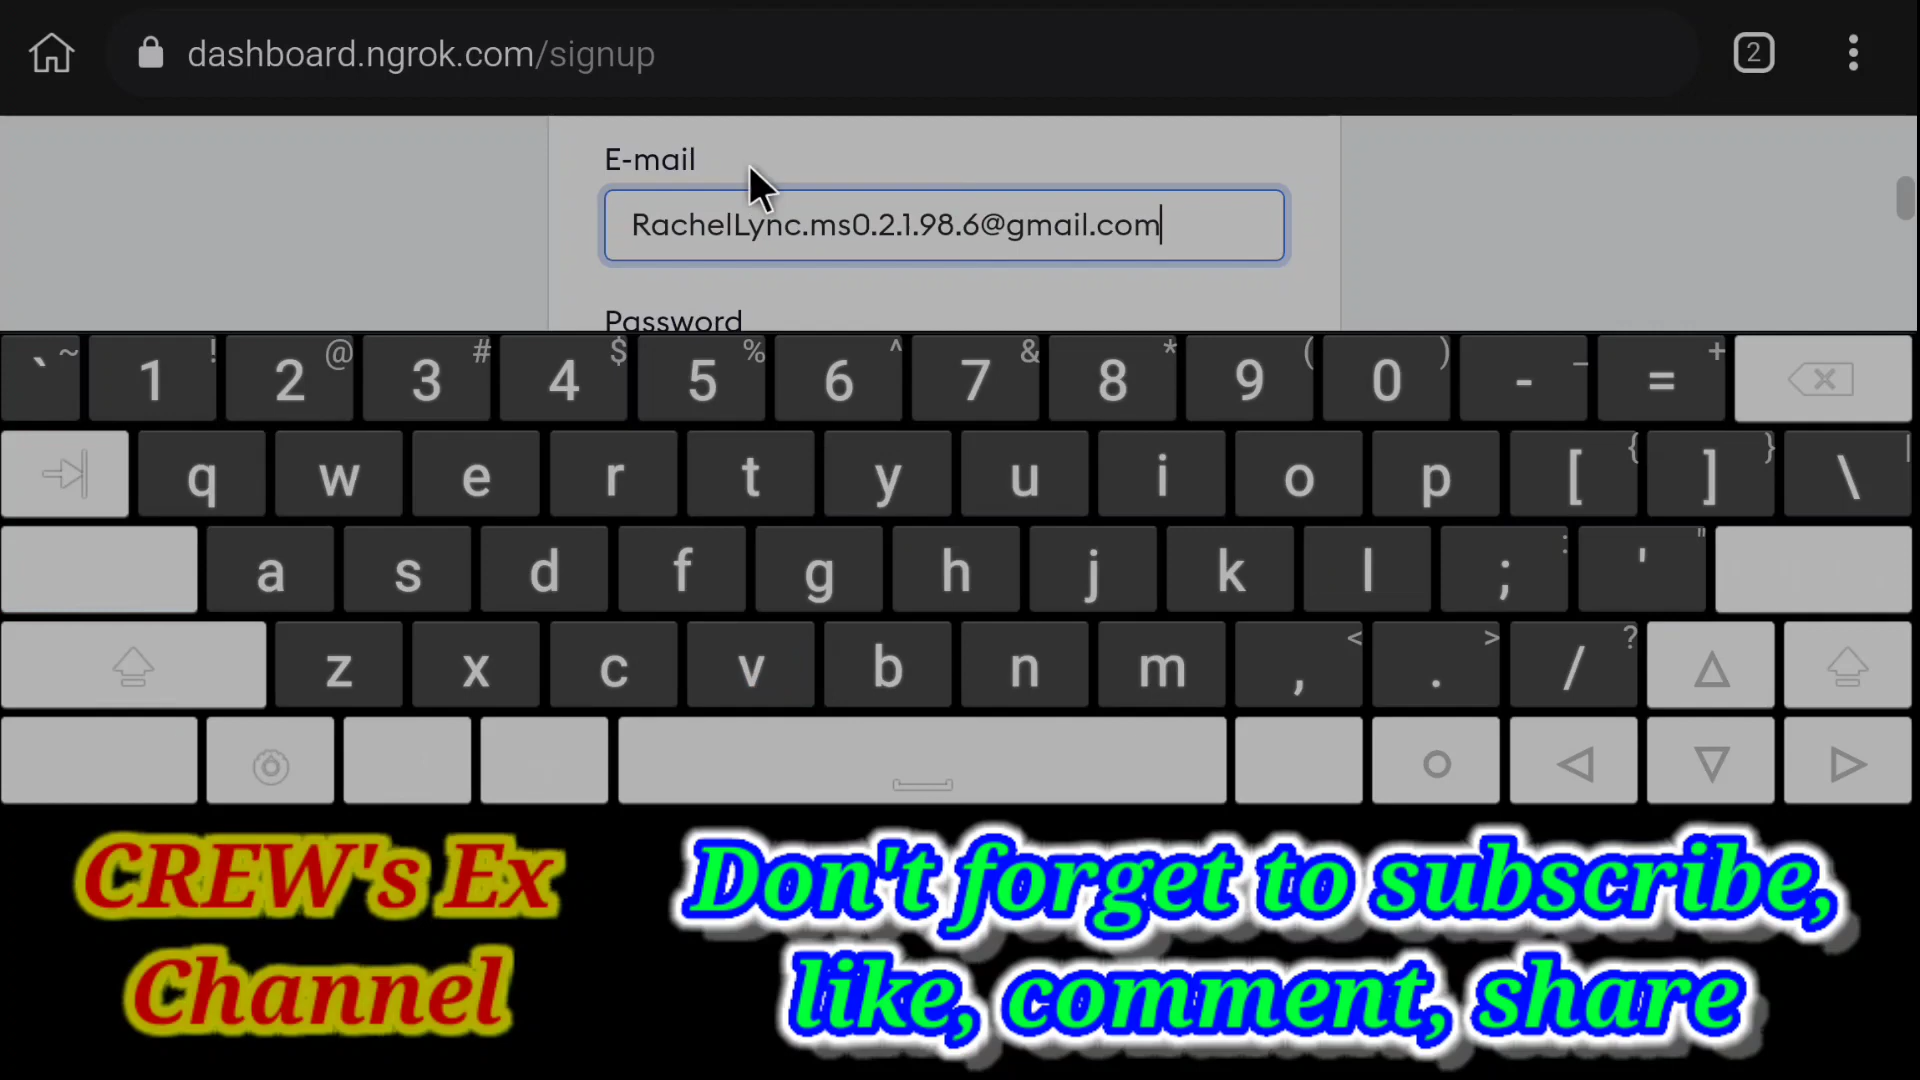 dashboard.ngrok.com/signup
2
E-mail
RachelLync.ms0.2.1.98.6@gmail.com
Password
` ~ 1 ! 2 @ 3 # 4 $ 5 % 6 ^ 7 & 8 * 9 ( 0 ) - _ = +
q w e r t y u i o p [ { ] } \ |
a s d f g h j k l ; : ' "
z x c v b n m , < . > / ?
CREW's Ex
Channel
Don't forget to subscribe,
like, comment, share